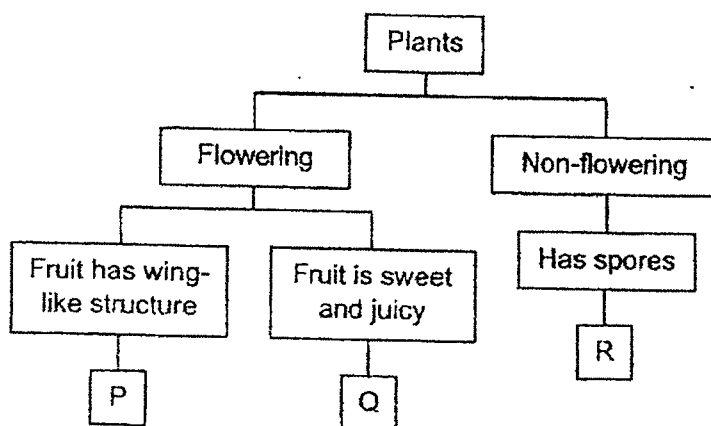 Plants
Flowering
Non-flowering
Fruit has wing-
like structure
Fruit is sweet
and juicy
Has spores
P
Q
R